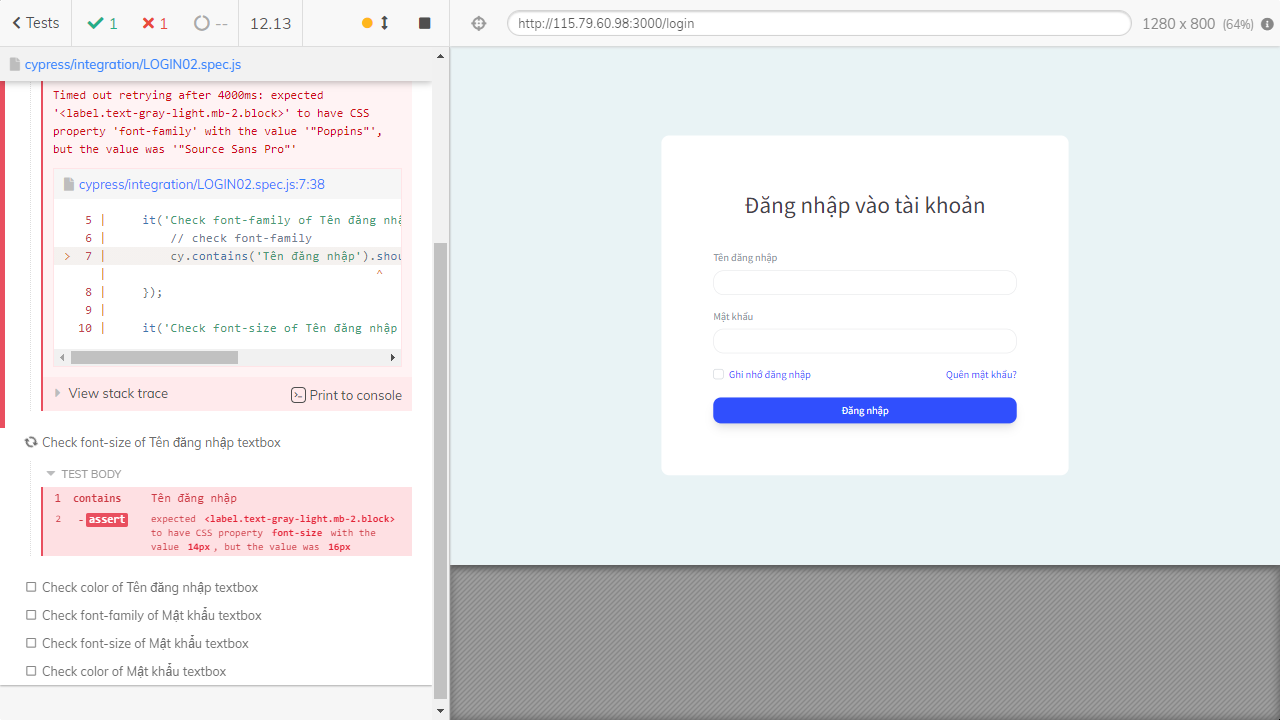 Tests
1
1
--
12.13
http://115.79.60.98:3000/login
1280 x 800 (64%)
cypress/integration/LOGIN02.spec.js
Timed out retrying after 4000ms: expected
'<label.text-gray-light.mb-2.block>' to have CSS
property 'font-family' with the value '"Poppins"',
but the value was '"Source Sans Pro"'
cypress/integration/LOGIN02.spec.js:7:38
5 | it('Check font-family of Tên đăng nhậ
6 | // check font-family
> 7 | cy.contains('Tên đăng nhập').shou
| ^
8 | });
9 |
10 | it('Check font-size of Tên đăng nhập
View stack trace
Print to console
Check font-size of Tên đăng nhập textbox
TEST BODY
1 contains Tên đăng nhập
2 -assert expected <label.text-gray-light.mb-2.block>
to have CSS property font-size with the
value 14px, but the value was 16px
Check color of Tên đăng nhập textbox
Check font-family of Mật khẩu textbox
Check font-size of Mật khẩu textbox
Check color of Mật khẩu textbox
Đăng nhập vào tài khoản
Tên đăng nhập
Mật khẩu
Ghi nhớ đăng nhập
Quên mật khẩu?
Đăng nhập